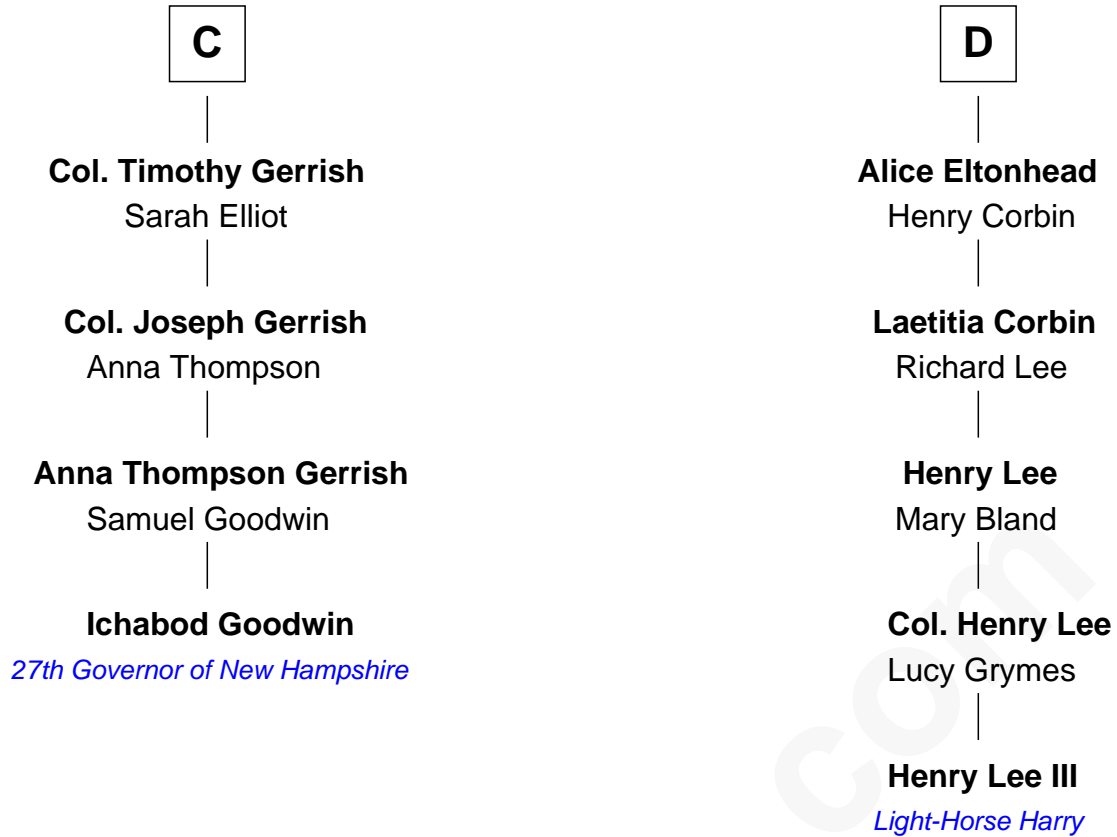 C
Col. Timothy Gerrish
Sarah Elliot
Col. Joseph Gerrish
Anna Thompson
Anna Thompson Gerrish
Samuel Goodwin
Ichabod Goodwin
27th Governor of New Hampshire
D
Alice Eltonhead
Henry Corbin
Laetitia Corbin
Richard Lee
Henry Lee
Mary Bland
Col. Henry Lee
Lucy Grymes
Henry Lee III
Light-Horse Harry
com